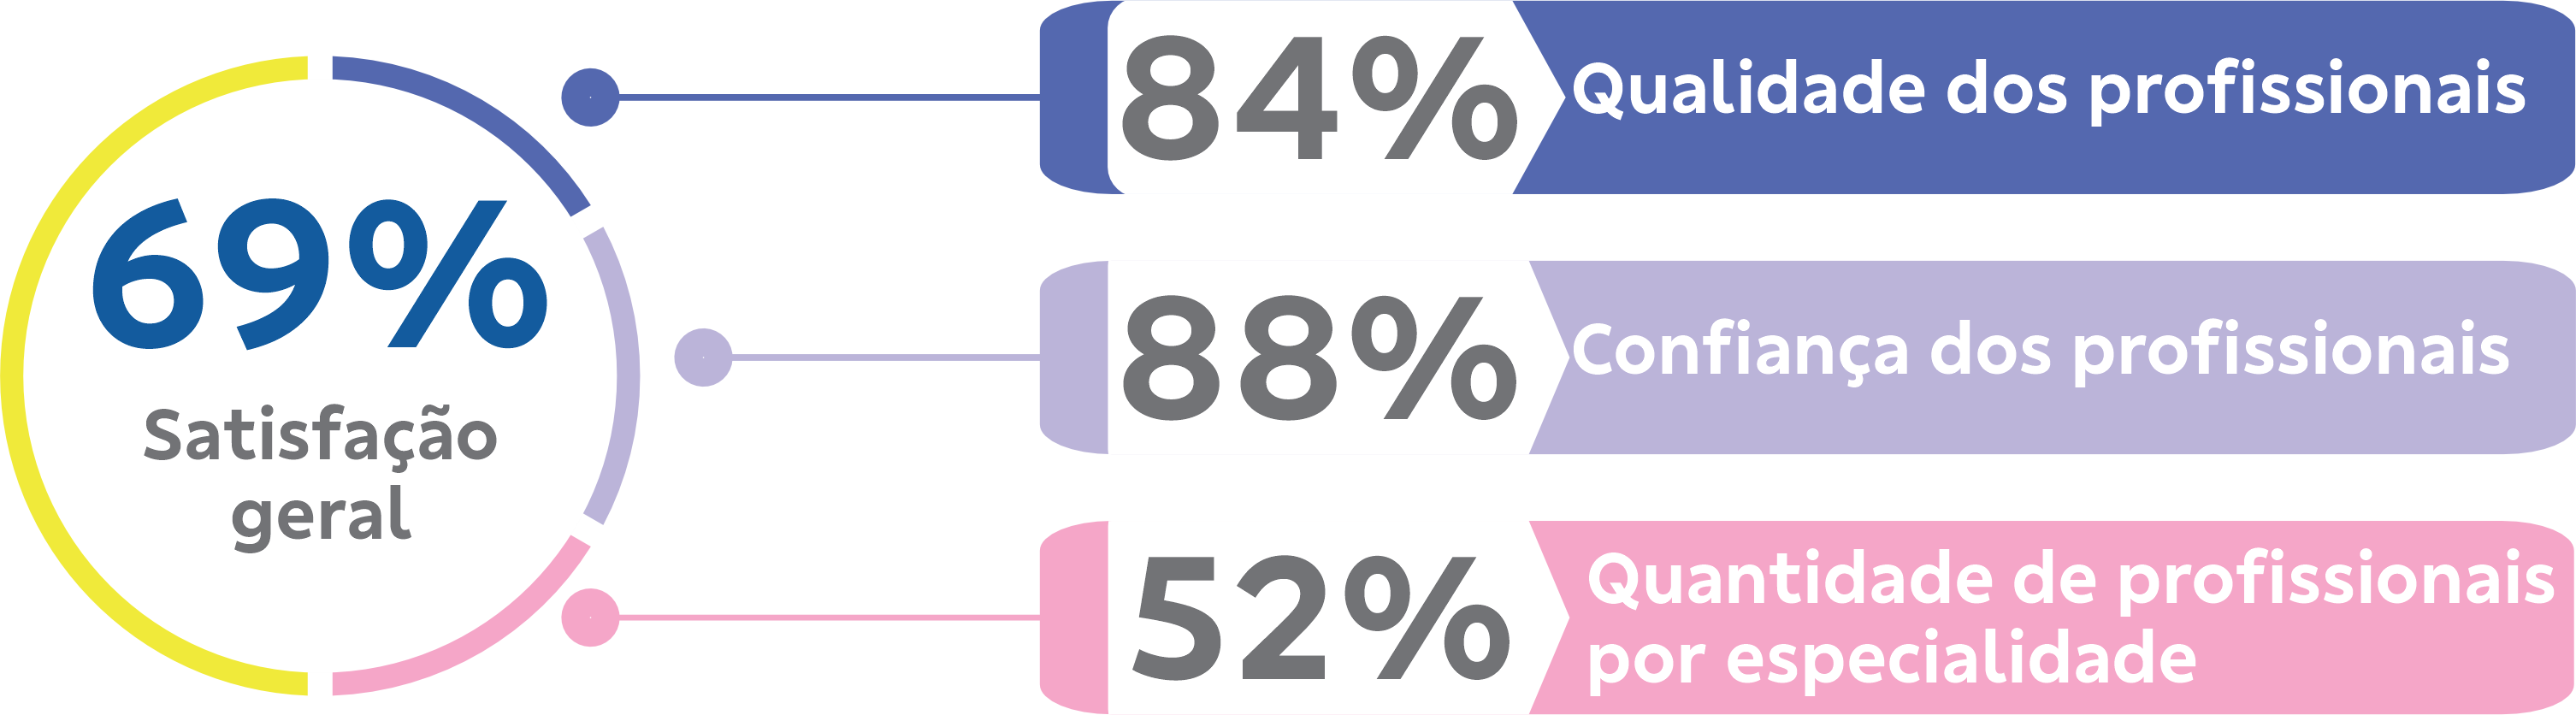 69%
Satisfação
geral
84%
Qualidade dos profissionais
88%
Confiança dos profissionais
52%
Quantidade de profissionais
por especialidade